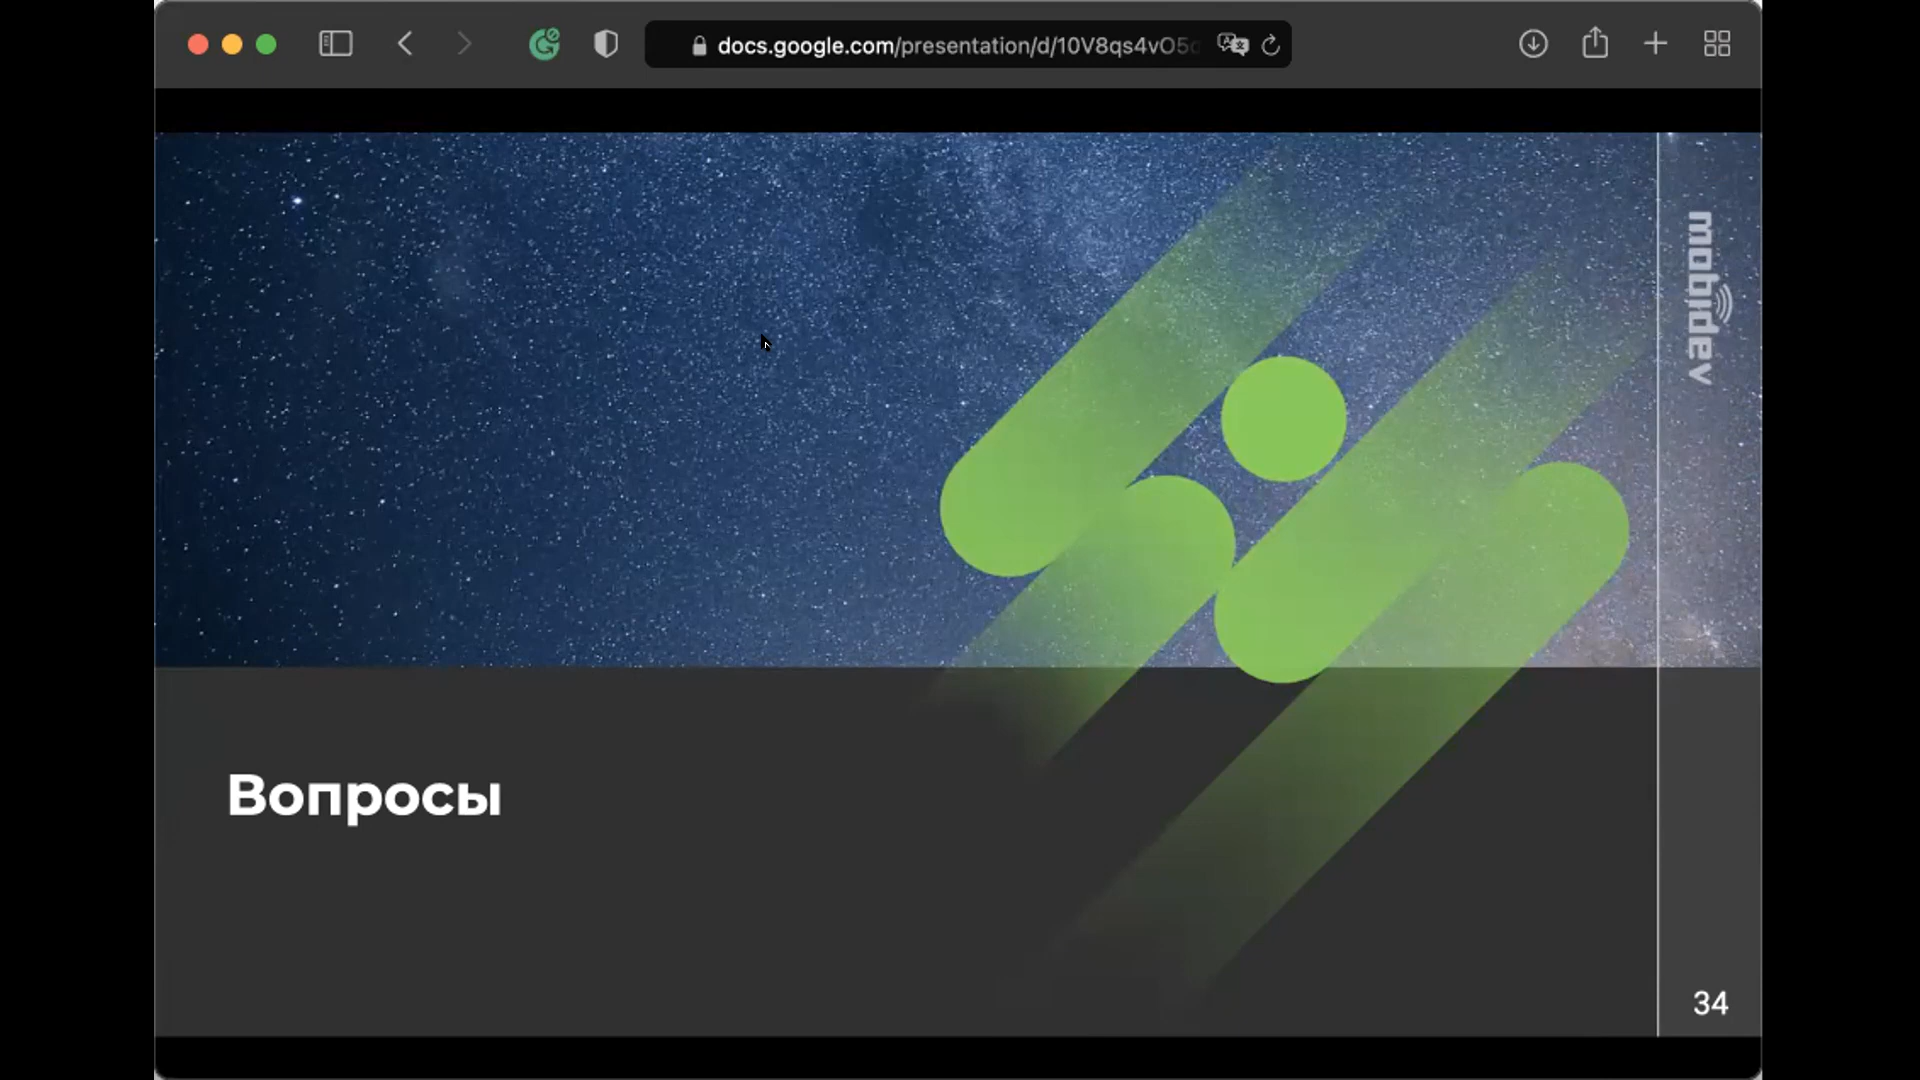 docs.google.com/presentation/d/10V8qs4vO5
mobidev
Вопросы
34